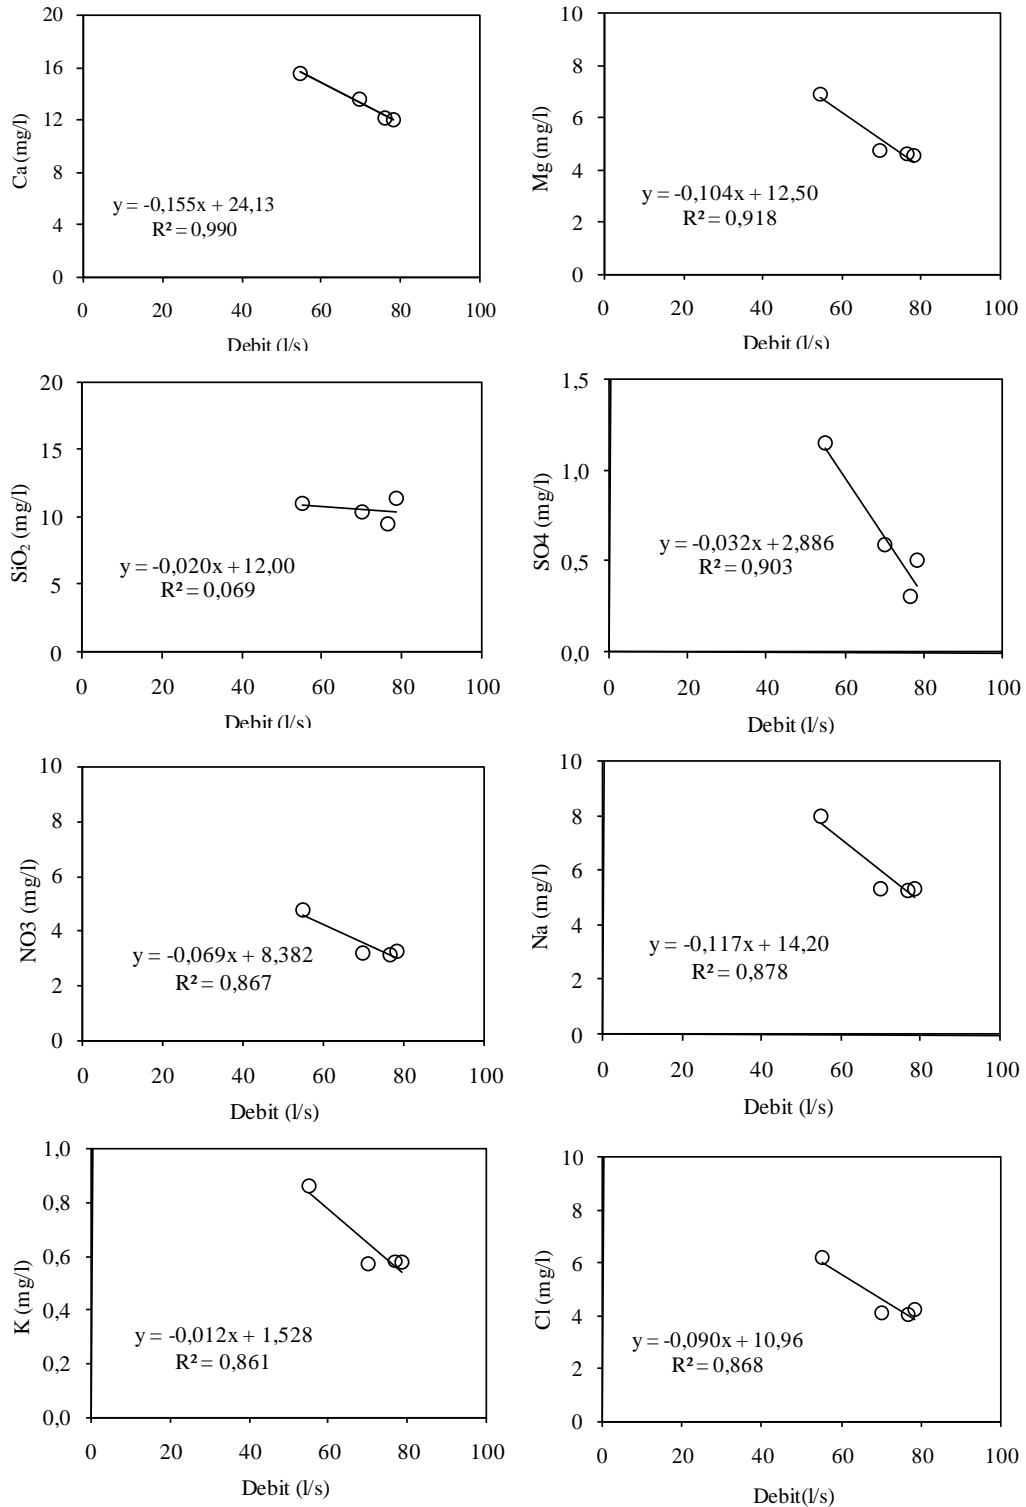 20
16
12
8
4
0
Ca (mg/l)
y = -0,155x + 24,13
R² = 0,990
0 20 40 60 80 100
Debit (l/s)
10
8
6
4
2
0
Mg (mg/l)
y = -0,104x + 12,50
R² = 0,918
0 20 40 60 80 100
Debit (l/s)
20
15
10
5
0
SiO₂ (mg/l)
y = -0,020x + 12,00
R² = 0,069
0 20 40 60 80 100
Debit (l/s)
1,5
1,0
0,5
0,0
SO4 (mg/l)
y = -0,032x + 2,886
R² = 0,903
0 20 40 60 80 100
Debit (l/s)
10
8
6
4
2
0
NO3 (mg/l)
y = -0,069x + 8,382
R² = 0,867
0 20 40 60 80 100
Debit (l/s)
10
8
6
4
2
0
Na (mg/l)
y = -0,117x + 14,20
R² = 0,878
0 20 40 60 80 100
Debit (l/s)
1,0
0,8
0,6
0,4
0,2
0,0
K (mg/l)
y = -0,012x + 1,528
R² = 0,861
0 20 40 60 80 100
Debit (l/s)
10
8
6
4
2
0
Cl (mg/l)
y = -0,090x + 10,96
R² = 0,868
0 20 40 60 80 100
Debit(l/s)